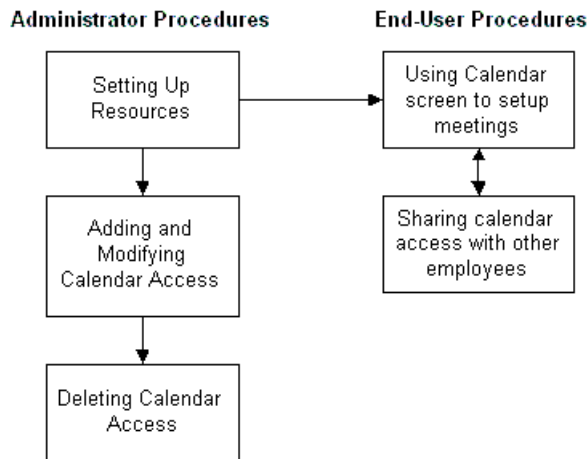 Administrator Procedures
End-User Procedures
Setting Up
Resources
Using Calendar
screen to setup
meetings
Adding and
Modifying
Calendar Access
Sharing calendar
access with other
employees
Deleting Calendar
Access